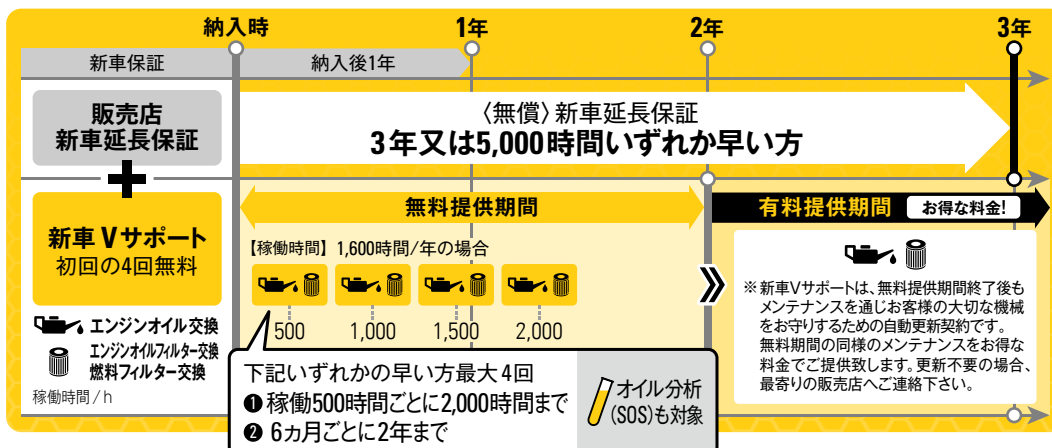 納入時
1年
2年
3年
新車保証
納入後1年
販売店
新車延長保証
〈無償〉新車延長保証
3年又は5,000時間いずれか早い方
新車Vサポート
初回の4回無料
無料提供期間
有料提供期間 お得な料金!
【稼働時間】 1,600時間/年の場合
500
1,000
1,500
2,000
エンジンオイル交換
エンジンオイルフィルター交換
燃料フィルター交換
稼働時間/h
下記いずれかの早い方最大4回
❶ 稼働500時間ごとに2,000時間まで
❷ 6ヵ月ごとに2年まで
オイル分析
(SOS)も対象
※新車Vサポートは、無料提供期間終了後も
メンテナンスを通じお客様の大切な機械
をお守りするための自動更新契約です。
無料期間の同様のメンテナンスをお得な
料金でご提供致します。更新不要の場合、
最寄りの販売店へご連絡下さい。